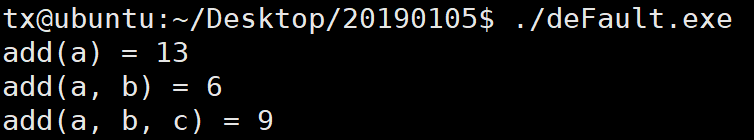 tx@ubuntu:~/Desktop/20190105$ ./deFault.exe
add(a) = 13
add(a, b) = 6
add(a, b, c) = 9